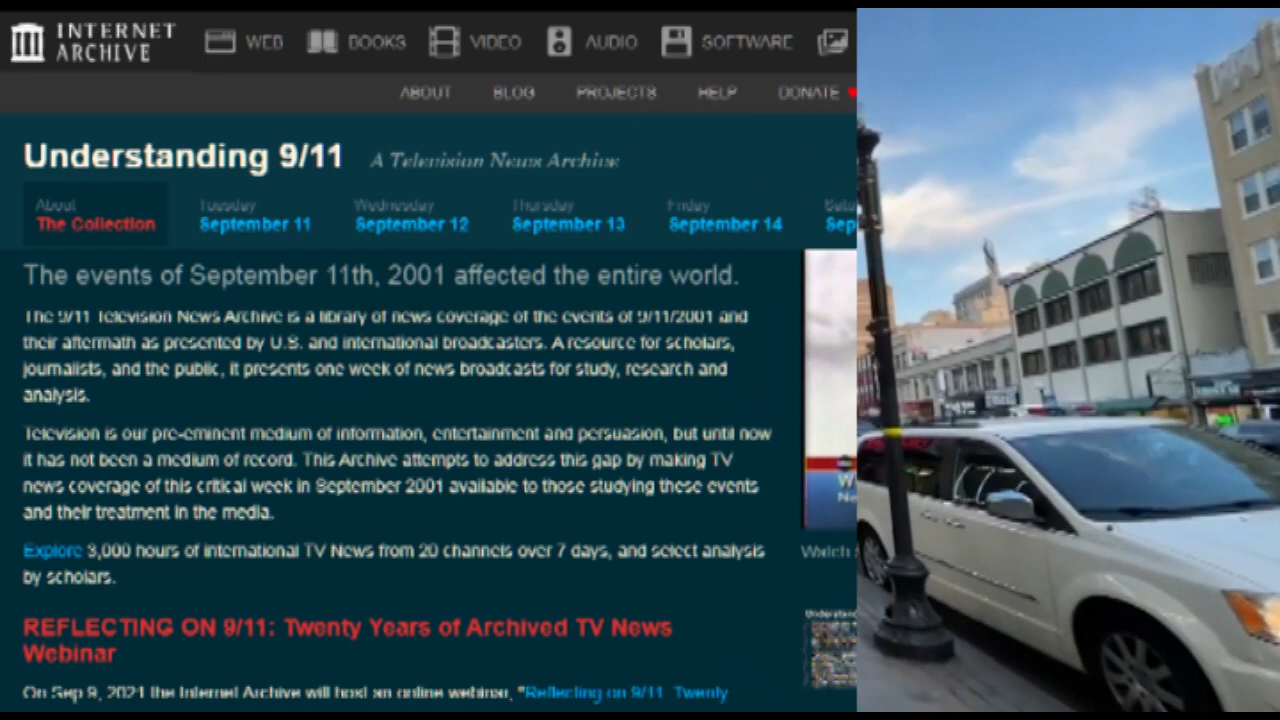 INTERNET
ARCHIVE
WEB BOOKS VIDEO AUDIO SOFTWARE
ABOUT BLOG PROJECTS HELP DONATE
Understanding 9/11 A Television News Archive
About Tuesday Wednesday Thursday Friday
The Collection September 11 September 12 September 13 September 14 Sep
The events of September 11th, 2001 affected the entire world.
The 9/11 Television News Archive is a library of news coverage of the events of 9/11/2001 and
their aftermath as presented by U.S. and international broadcasters. A resource for scholars,
journalists, and the public, it presents one week of news broadcasts for study, research and
analysis.
Television is our pre-eminent medium of information, entertainment and persuasion, but until now
it has not been a medium of record. This Archive attempts to address this gap by making TV
news coverage of this critical week in September 2001 available to those studying these events
and their treatment in the media.
Explore 3,000 hours of international TV News from 20 channels over 7 days, and select analysis
by scholars.
Watch
REFLECTING ON 9/11: Twenty Years of Archived TV News
Webinar
On Sep 9, 2021 the Internet Archive will host an online webinar, "Reflecting on 9/11 Twenty